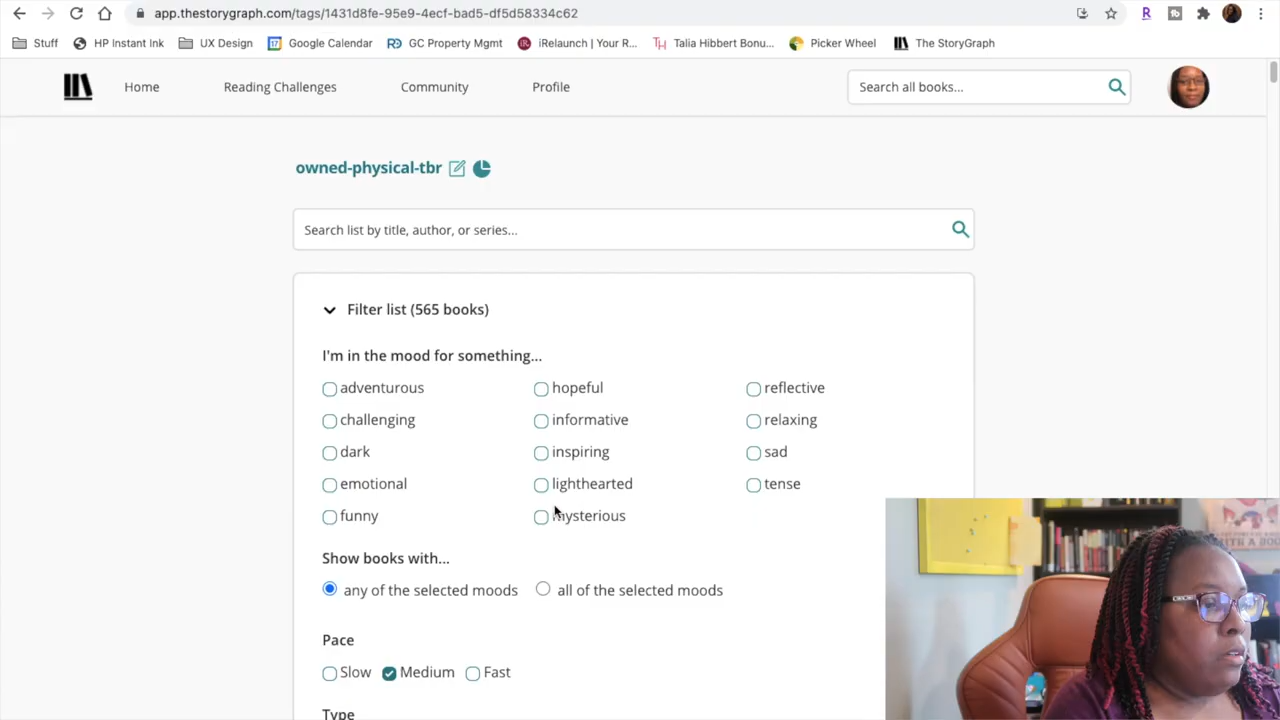 app.thestorygraph.com/tags/1431d8fe-95e9-4ecf-bad5-df5d58334c62
Stuff HP Instant Ink UX Design Google Calendar GC Property Mgmt iRelaunch | Your R... Talia Hibbert Bonu... Picker Wheel The StoryGraph
Home Reading Challenges Community Profile Search all books...
owned-physical-tbr
Search list by title, author, or series...
Filter list (565 books)
I'm in the mood for something...
adventurous hopeful reflective
challenging informative relaxing
dark inspiring sad
emotional lighthearted tense
funny mysterious
Show books with...
any of the selected moods all of the selected moods
Pace
Slow Medium Fast
Type
WITH A BOO